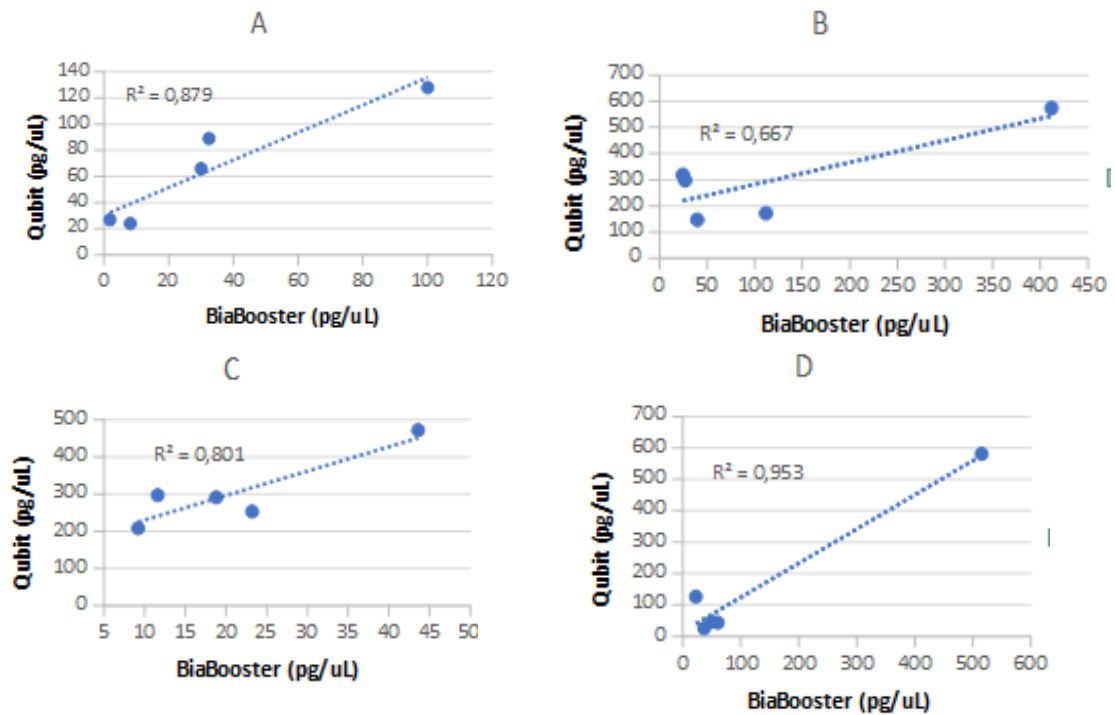 A
140
120
100
80
60
40
20
0
R² = 0,879
Qubit (pg/uL)
0 20 40 60 80 100 120
BiaBooster (pg/uL)
B
700
600
500
400
300
200
100
0
R² = 0,667
Qubit (pg/uL)
0 50 100 150 200 250 300 350 400 450
BiaBooster (pg/uL)
C
500
400
300
200
100
0
R² = 0,801
Qubit (pg/uL)
5 10 15 20 25 30 35 40 45 50
BiaBooster (pg/uL)
D
700
600
500
400
300
200
100
0
R² = 0,953
Qubit (pg/uL)
0 100 200 300 400 500 600
BiaBooster (pg/uL)